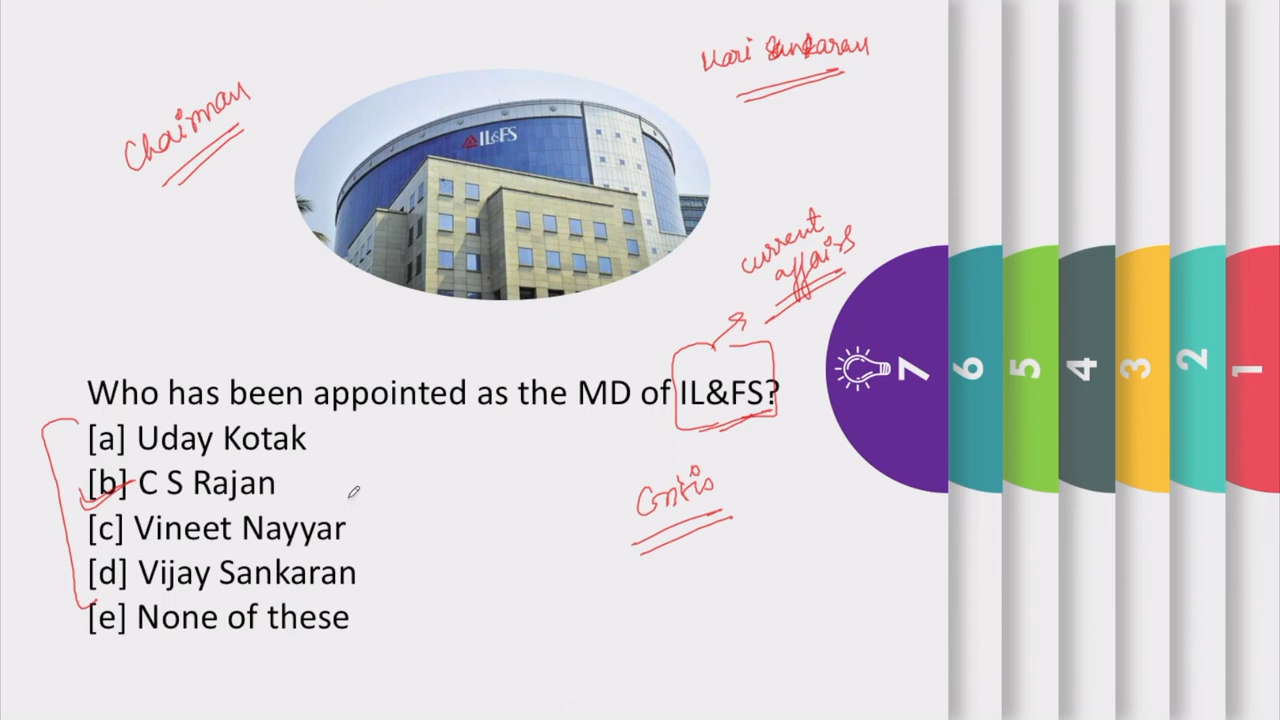 Hari Sankaran
Chairman
IL&FS
current
affairs
Who has been appointed as the MD of IL&FS?
[a] Uday Kotak
[b] C S Rajan
[c] Vineet Nayyar
[d] Vijay Sankaran
[e] None of these
7
6
5
4
3
2
1